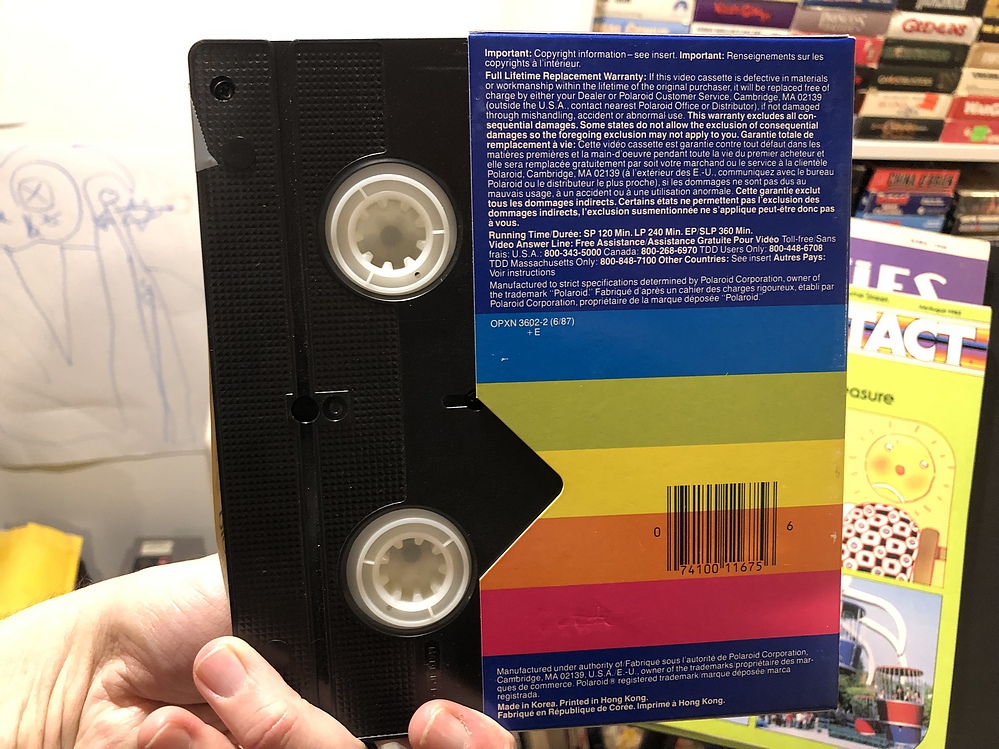 Important: Copyright information – see insert. Important: Renseignements sur les
copyrights à l'intérieur.
Full Lifetime Replacement Warranty: If this video cassette is defective in materials
or workmanship within the lifetime of the original purchaser, it will be replaced free of
charge by either your Dealer or Polaroid Customer Service, Cambridge, MA 02139
(outside the U.S.A., contact nearest Polaroid Office or Distributor), if not damaged
through mishandling, accident or abnormal use. This warranty excludes all con-
sequential damages. Some states do not allow the exclusion of consequential
damages so the foregoing exclusion may not apply to you. Garantie totale de
remplacement à vie: Cette vidéo cassette est garantie contre tout défaut dans les
matières premières et la main-d'oeuvre pendant toute la vie du premier acheteur et
elle sera remplacée gratuitement par soit votre marchand ou le service à la clientèle
Polaroid, Cambridge, MA 02139 (à l'extérieur des E.-U., communiquez avec le bureau
Polaroid ou le distributeur le plus proche), si les dommages ne sont pas dus au
mauvais usage, à un accident ou à une utilisation anormale. Cette garantie exclut
tous les dommages indirects. Certains états ne permettent pas l'exclusion des
dommages indirects, l'exclusion susmentionnée ne s'applique peut-être donc pas
à vous.
Running Time/Durée: SP 120 Min. LP 240 Min. EP/SLP 360 Min.
Video Answer Line: Free Assistance/Assistance Gratuite Pour Vidéo Toll-free/Sans
frais: U.S.A.: 800-343-5000 Canada: 800-268-6970 TDD Users Only: 800-448-6708
TDD Massachusetts Only: 800-848-7100 Other Countries: See insert Autres Pays:
Voir instructions
Manufactured to strict specifications determined by Polaroid Corporation, owner of
the trademark "Polaroid." Fabriqué d'après un cahier des charges rigoureux, établi par
Polaroid Corporation, propriétaire de la marque déposée "Polaroid."
OPXN 3602-2 (6/87)
+ E
0 74100 11675 6
Manufactured under authority of/Fabriqué sous l'autorité de Polaroid Corporation,
Cambridge, MA 02139, U.S.A./E.-U., owner of the trademarks/propriétaire des mar-
ques de commerce. Polaroid ® registered trademark/marque déposée/marca
registrada.
Made in Korea. Printed in Hong Kong.
Fabriqué en République de Corée. Imprimé à Hong Kong.
GREMLINS
CHINA O'BRIEN
TACT
easure